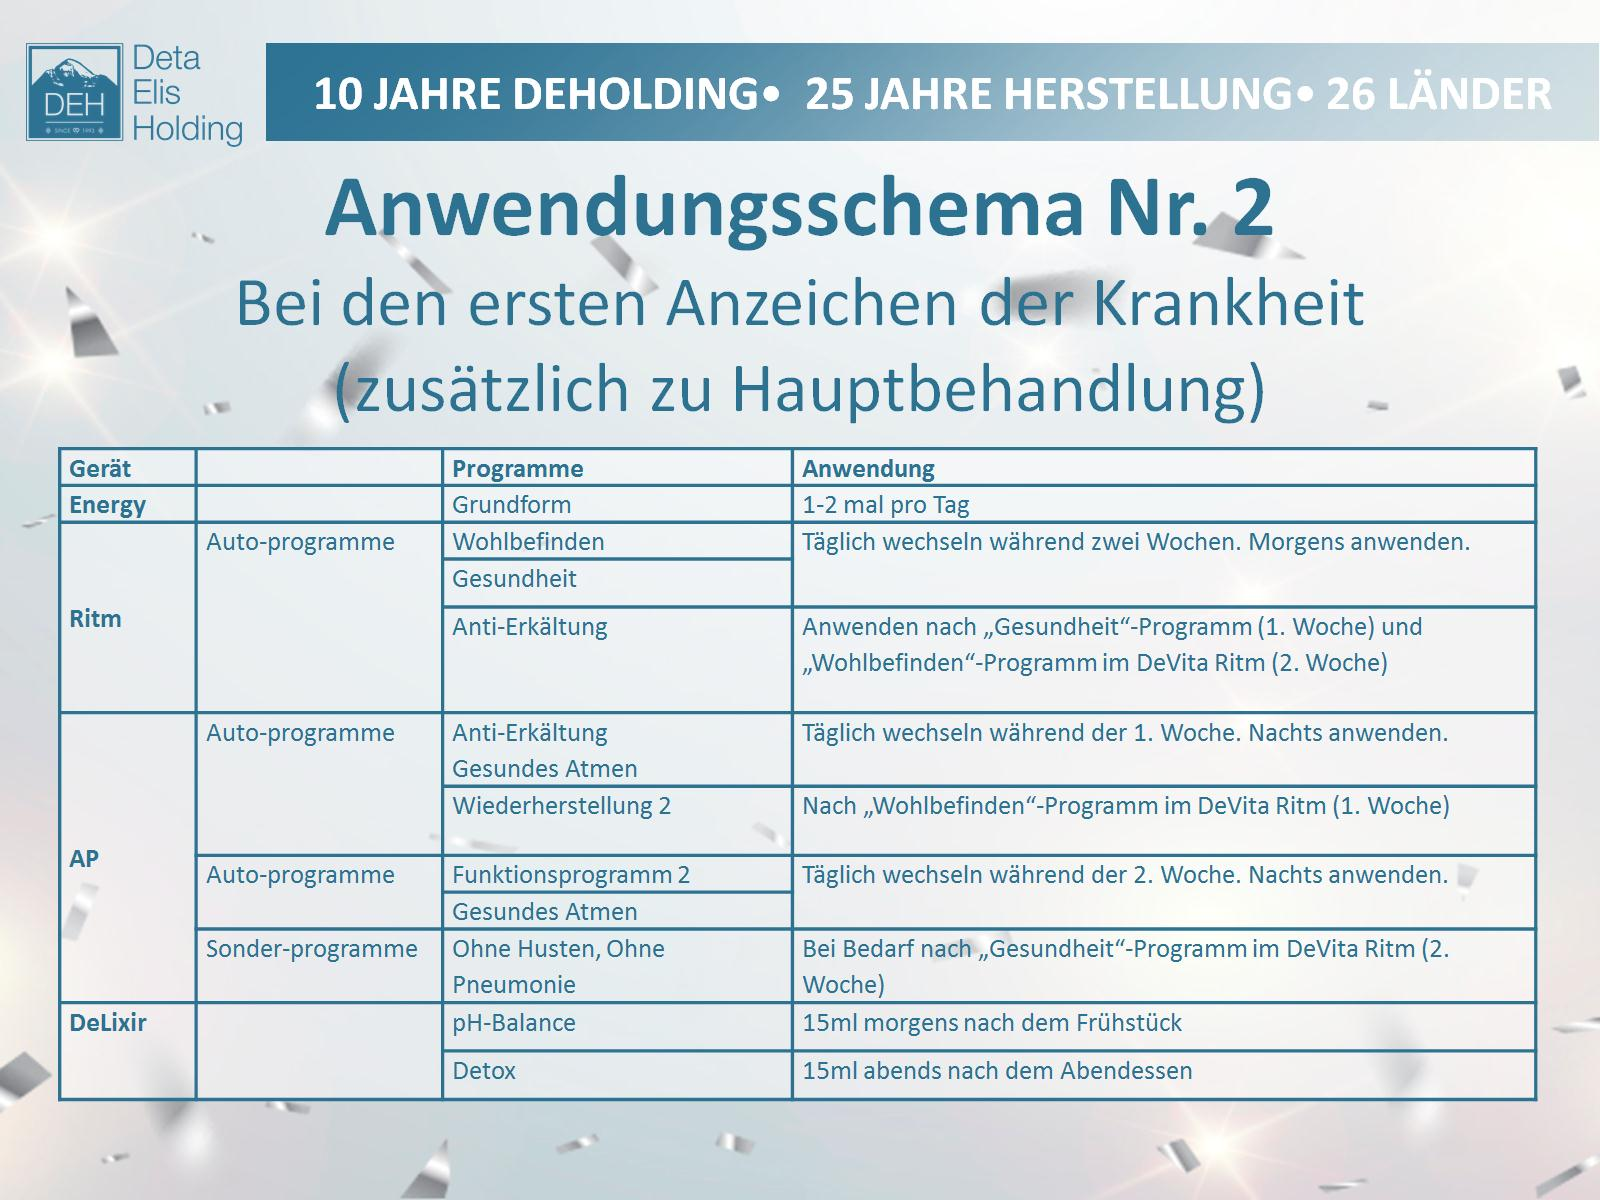 Deta
Elis
Holding
DEH
SINCE 1993
10 JAHRE DEHOLDING• 25 JAHRE HERSTELLUNG• 26 LÄNDER
Anwendungsschema Nr. 2
Bei den ersten Anzeichen der Krankheit
(zusätzlich zu Hauptbehandlung)
Gerät Programme Anwendung
Energy Grundform 1-2 mal pro Tag
Ritm Auto-programme Wohlbefinden Täglich wechseln während zwei Wochen. Morgens anwenden.
Gesundheit
Anti-Erkältung Anwenden nach „Gesundheit“-Programm (1. Woche) und
„Wohlbefinden“-Programm im DeVita Ritm (2. Woche)
AP Auto-programme Anti-Erkältung Täglich wechseln während der 1. Woche. Nachts anwenden.
Gesundes Atmen
Wiederherstellung 2 Nach „Wohlbefinden“-Programm im DeVita Ritm (1. Woche)
Auto-programme Funktionsprogramm 2 Täglich wechseln während der 2. Woche. Nachts anwenden.
Gesundes Atmen
Sonder-programme Ohne Husten, Ohne Bei Bedarf nach „Gesundheit“-Programm im DeVita Ritm (2.
Pneumonie Woche)
DeLixir pH-Balance 15ml morgens nach dem Frühstück
Detox 15ml abends nach dem Abendessen